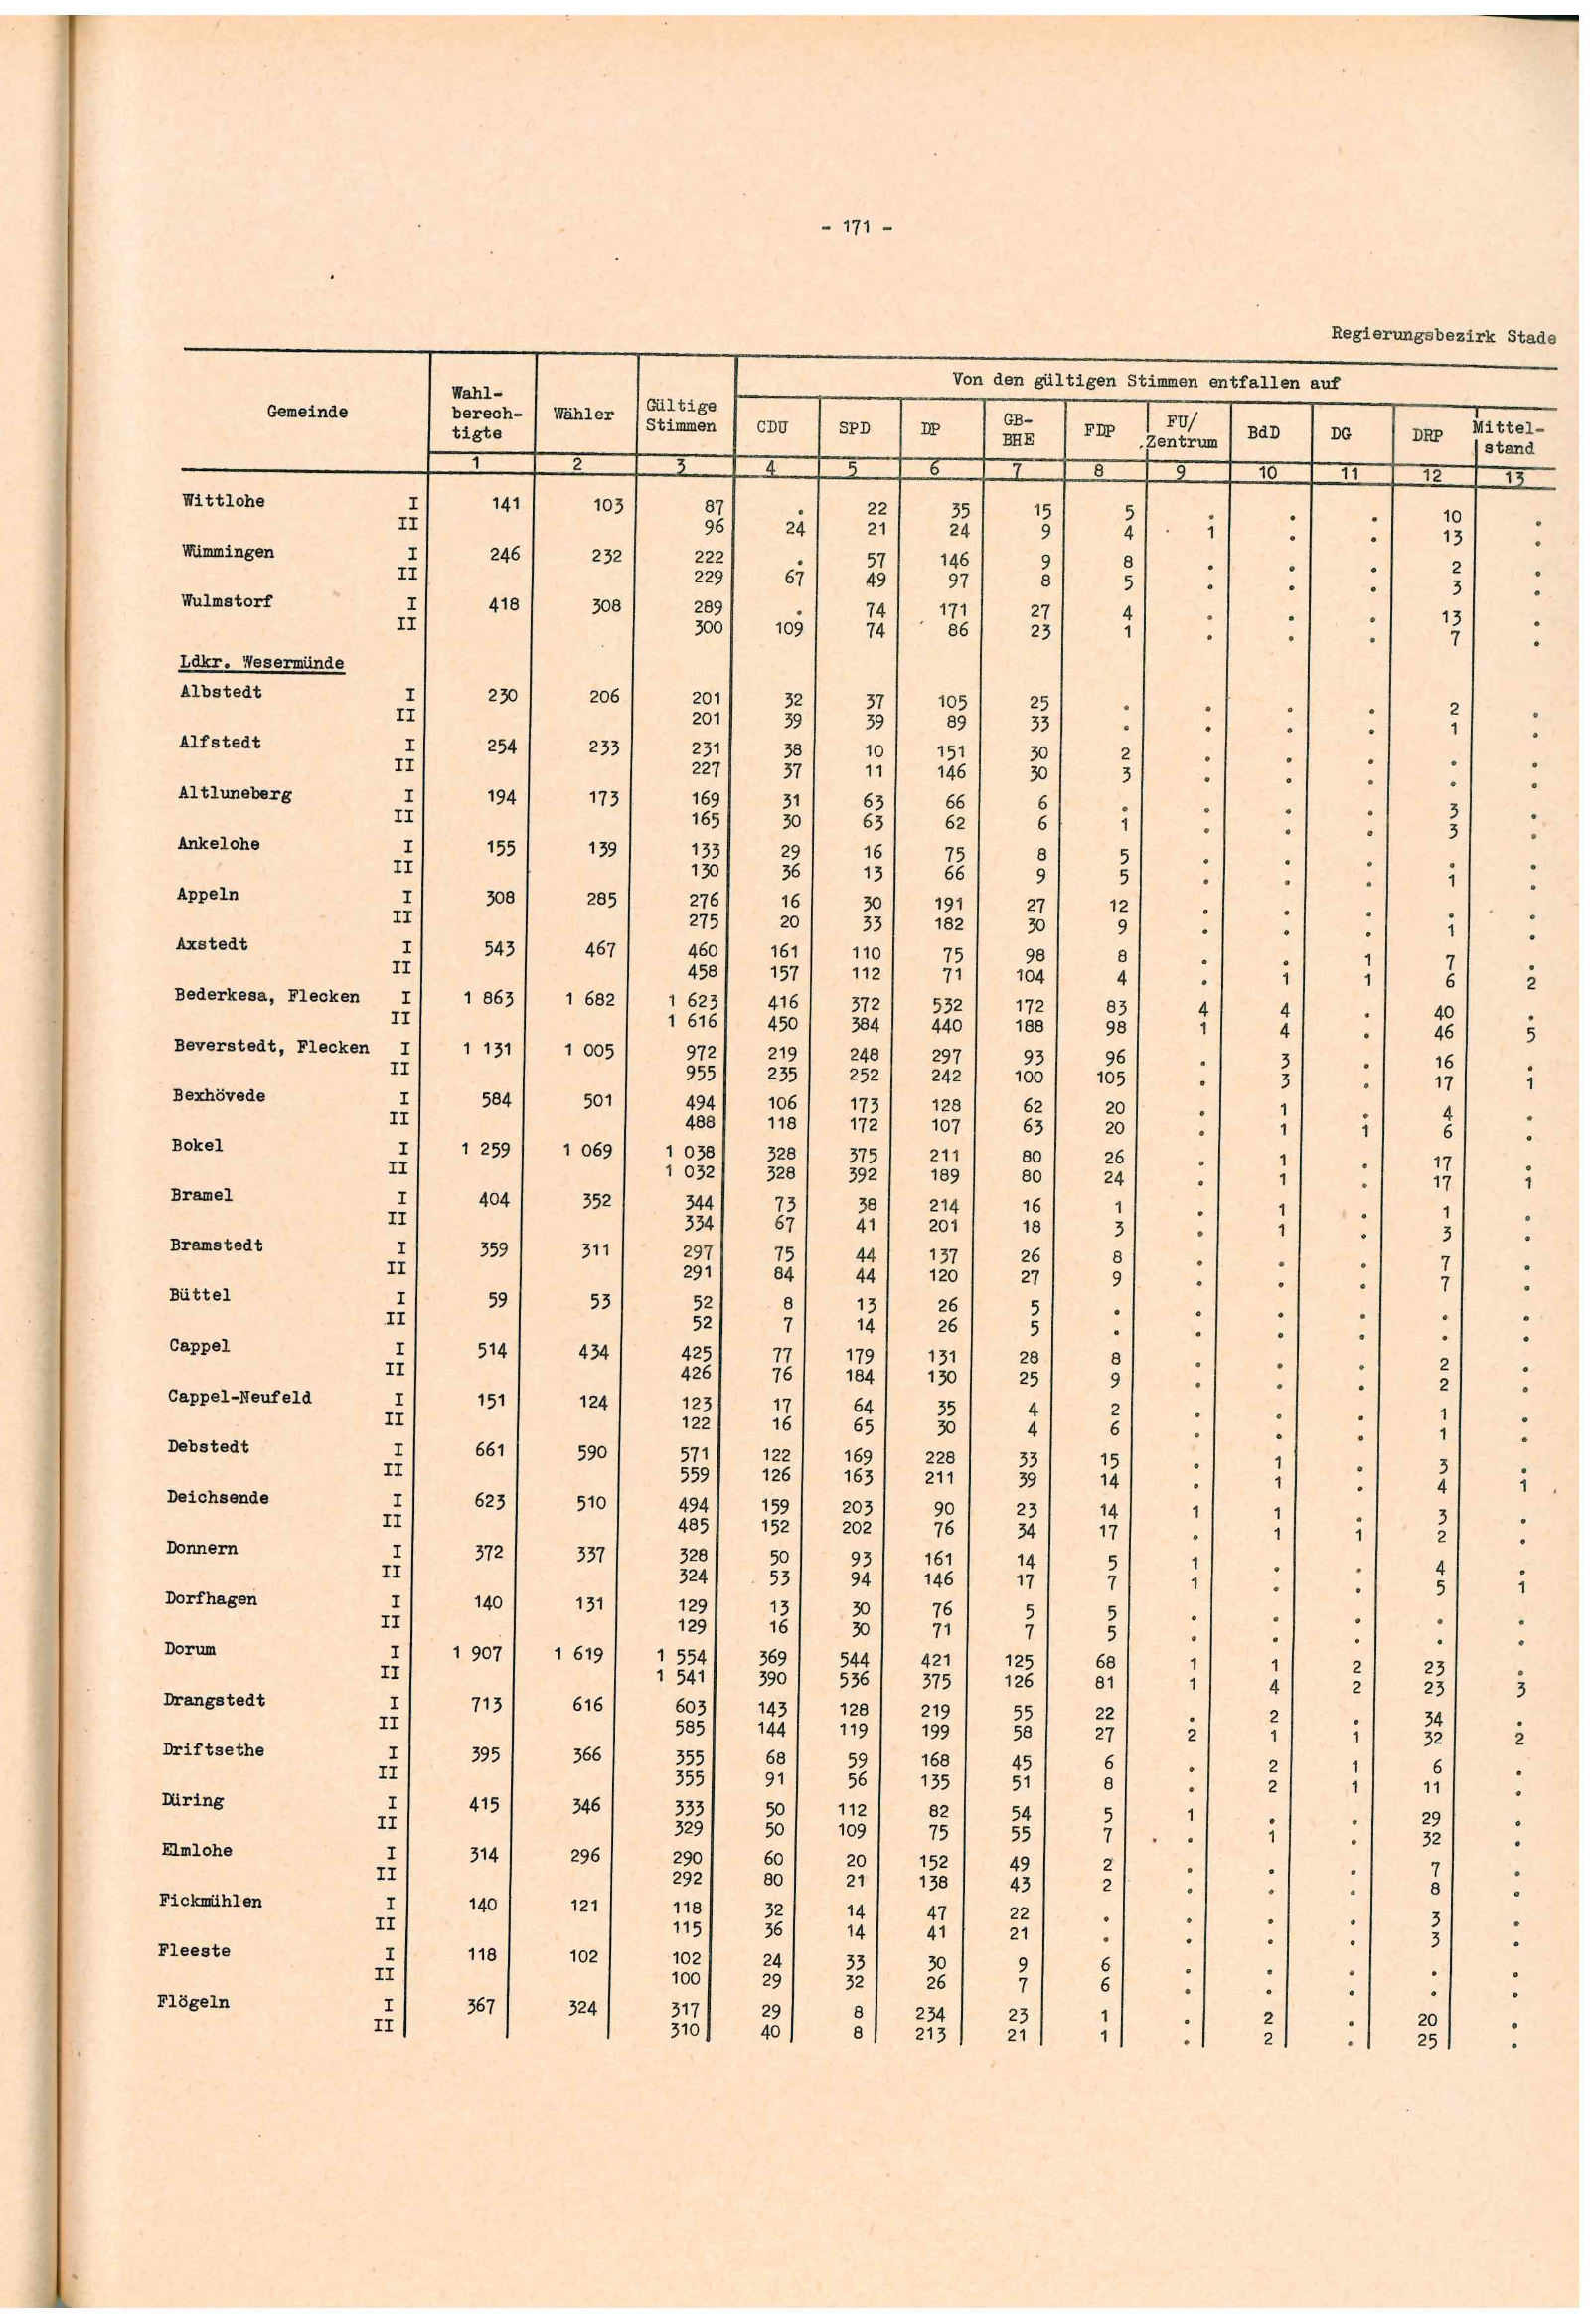 - 171 -
Regierungsbezirk Stade
Gemeinde Wahl-berech-tigte Wähler Gültige Stimmen Von den gültigen Stimmen entfallen auf
CDU SPD DP GB-BHE FDP FU/Zentrum BdD DG DRP Mittel-stand
1 2 3 4 5 6 7 8 9 10 11 12 13
Wittlohe I 141 103 87 . 22 35 15 5 . . . 10 .
II 96 24 21 24 9 4 1 . . 13 .
Wümmingen I 246 232 222 . 57 146 9 8 . . . 2 .
II 229 67 49 97 8 5 . . . 3 .
Wulmstorf I 418 308 289 . 74 171 27 4 . . . 13 .
II 300 109 74 86 23 1 . . . 7 .
Ldkr. Wesermünde
Albstedt I 230 206 201 32 37 105 25 . . . . 2 .
II 201 39 39 89 33 . . . . 1 .
Alfstedt I 254 233 231 38 10 151 30 2 . . . . .
II 227 37 11 146 30 3 . . . . .
Altluneberg I 194 173 169 31 63 66 6 . . . . 3 .
II 165 30 63 62 6 1 . . . 3 .
Ankelohe I 155 139 133 29 16 75 8 5 . . . . .
II 130 36 13 66 9 5 . . . 1 .
Appeln I 308 285 276 16 30 191 27 12 . . . . .
II 275 20 33 182 30 9 . . . 1 .
Axstedt I 543 467 460 161 110 75 98 8 . . 1 7 .
II 458 157 112 71 104 4 . 1 1 6 2
Bederkesa, Flecken I 1 863 1 682 1 623 416 372 532 172 83 4 4 . 40 .
II 1 616 450 384 440 188 98 1 4 . 46 5
Beverstedt, Flecken I 1 131 1 005 972 219 248 297 93 96 . 3 . 16 .
II 955 235 252 242 100 105 . 3 . 17 1
Bexhövede I 584 501 494 106 173 128 62 20 . 1 . 4 .
II 488 118 172 107 63 20 . 1 1 6 .
Bokel I 1 259 1 069 1 038 328 375 211 80 26 . 1 . 17 .
II 1 032 328 392 189 80 24 . 1 . 17 1
Bramel I 404 352 344 73 38 214 16 1 . 1 . 1 .
II 334 67 41 201 18 3 . 1 . 3 .
Bramstedt I 359 311 297 75 44 137 26 8 . . . 7 .
II 291 84 44 120 27 9 . . . 7 .
Büttel I 59 53 52 8 13 26 5 . . . . . .
II 52 7 14 26 5 . . . . . .
Cappel I 514 434 425 77 179 131 28 8 . . . 2 .
II 426 76 184 130 25 9 . . . 2 .
Cappel-Neufeld I 151 124 123 17 64 35 4 2 . . . 1 .
II 122 16 65 30 4 6 . . . 1 .
Debstedt I 661 590 571 122 169 228 33 15 . 1 . 3 .
II 559 126 163 211 39 14 . 1 . 4 1
Deichsende I 623 510 494 159 203 90 23 14 1 1 . 3 .
II 485 152 202 76 34 17 . 1 1 2 .
Donnern I 372 337 328 50 93 161 14 5 1 . . 4 .
II 324 53 94 146 17 7 1 . . 5 1
Dorfhagen I 140 131 129 13 30 76 5 5 . . . . .
II 129 16 30 71 7 5 . . . . .
Dorum I 1 907 1 619 1 554 369 544 421 125 68 1 1 2 23 .
II 1 541 390 536 375 126 81 1 4 2 23 3
Drangstedt I 713 616 603 143 128 219 55 22 . 2 . 34 .
II 585 144 119 199 58 27 2 1 1 32 2
Driftsethe I 395 366 355 68 59 168 45 6 . 2 1 6 .
II 355 91 56 135 51 8 . 2 1 11 .
Düring I 415 346 333 50 112 82 54 5 1 . . 29 .
II 329 50 109 75 55 7 . 1 . 32 .
Elmlohe I 314 296 290 60 20 152 49 2 . . . 7 .
II 292 80 21 138 43 2 . . . 8 .
Fickmühlen I 140 121 118 32 14 47 22 . . . . 3 .
II 115 36 14 41 21 . . . . 3 .
Fleeste I 118 102 102 24 33 30 9 6 . . . . .
II 100 29 32 26 7 6 . . . . .
Flögeln I 367 324 317 29 8 234 23 1 . 2 . 20 .
II 310 40 8 213 21 1 . 2 . 25 .